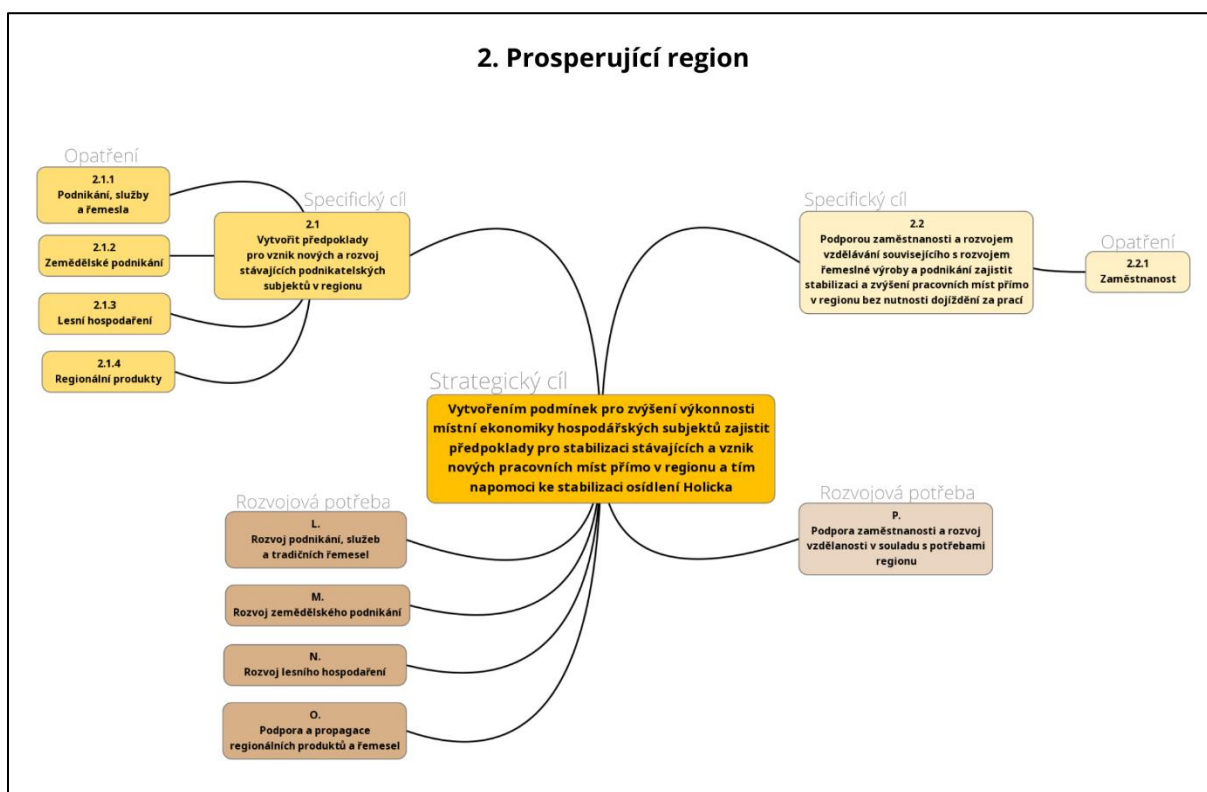 2. Prosperující region
Opatření
2.1.1
Podnikání, služby
a řemesla
2.1.2
Zemědělské podnikání
2.1.3
Lesní hospodaření
2.1.4
Regionální produkty
Specifický cíl
2.1
Vytvořit předpoklady
pro vznik nových a rozvoj
stávajících podnikatelských
subjektů v regionu
Specifický cíl
2.2
Podporou zaměstnanosti a rozvojem
vzdělávání souvisejícího s rozvojem
řemeslné výroby a podnikání zajistit
stabilizaci a zvýšení pracovních míst přímo
v regionu bez nutnosti dojíždění za prací
Opatření
2.2.1
Zaměstnanost
Strategický cíl
Vytvořením podmínek pro zvýšení výkonnosti
místní ekonomiky hospodářských subjektů zajistit
předpoklady pro stabilizaci stávajících a vznik
nových pracovních míst přímo v regionu a tím
napomoci ke stabilizaci osídlení Holicka
Rozvojová potřeba
L.
Rozvoj podnikání, služeb
a tradičních řemesel
M.
Rozvoj zemědělského podnikání
N.
Rozvoj lesního hospodaření
O.
Podpora a propagace
regionálních produktů a řemesel
Rozvojová potřeba
P.
Podpora zaměstnanosti a rozvoj
vzdělanosti v souladu s potřebami
regionu